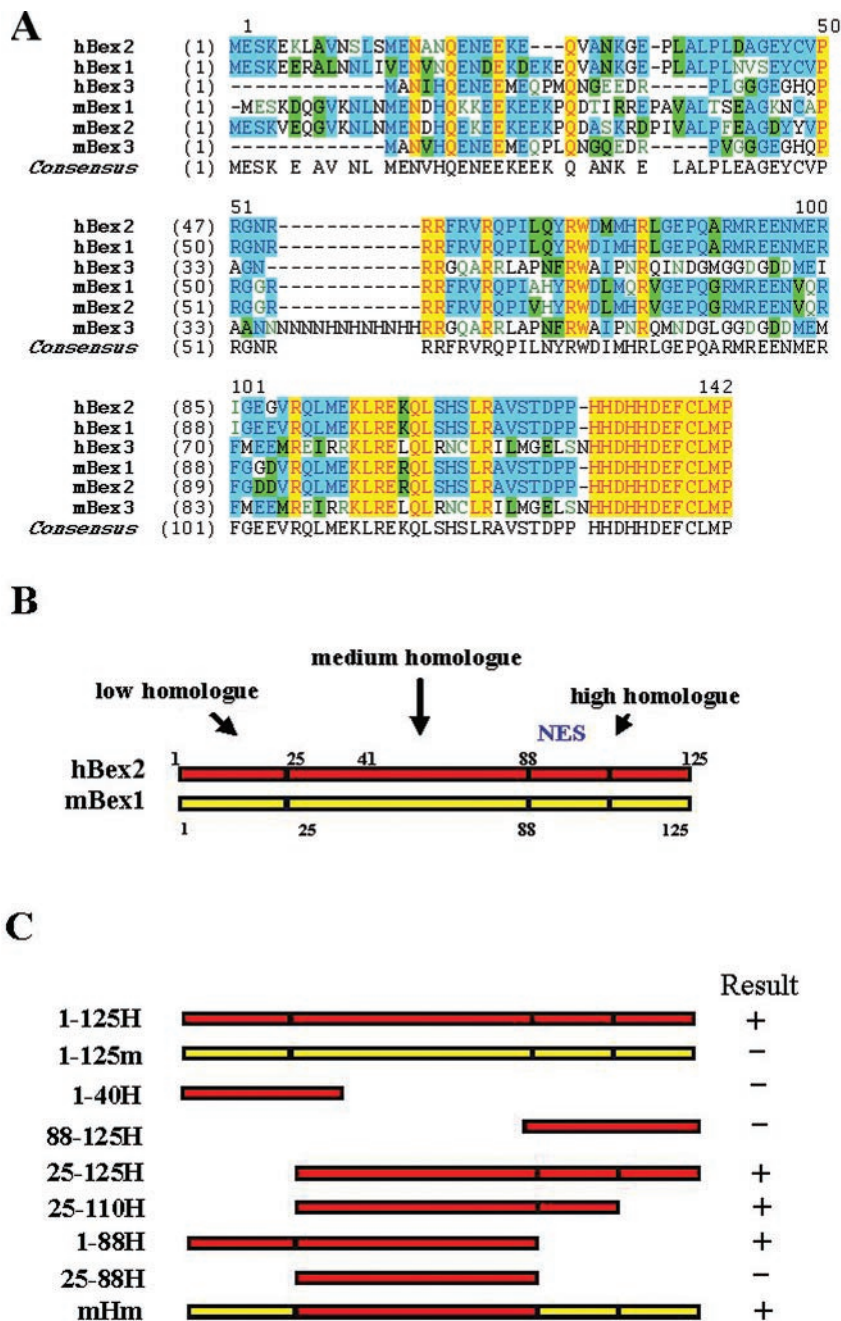 A
1 50
hBex2 (1) MESKEKLAVNSLSMENANQENEEKE---QVANKGE-PLALPLDAGEYCVP
hBex1 (1) MESKEERALNNLIVENVNQENDEKDEKEQVANKGE-PLALPLNVSEYCVP
hBex3 (1) -------------MANIHQENEEMEQPMQNGEEDR---PLGGGEGHQP
mBex1 (1) -MESKDQGVKNLNMENDHQKKEEKEEKPQDTIRREPAVALTSEAGKNCAP
mBex2 (1) MESKVEQGVKNLNMENDHQEKEEKEEKPQDASKRDPIVALPFEAGDYYVP
mBex3 (1) -------------MANVHQENEEMEQPLQNGQEDR---PVGGGEGHQP
Consensus (1) MESK E AV NL MENVHQENEEKEEK Q ANK E LALPLEAGEYCVP
51 100
hBex2 (47) RGNR------------RRFRVRQPILQYRWDMMHRLGEPQARMREENMER
hBex1 (50) RGNR------------RRFRVRQPILQYRWDIMHRLGEPQARMREENMER
hBex3 (33) AGN-------------RRGQARRLAPNFRWAIPNRQINDGMGGDGDDMEI
mBex1 (50) RGGR------------RRFRVRQPIAHYRWDLMQRVGEPQGRMREENVQR
mBex2 (51) RGGR------------RRFRVRQPIVHYRWDLMHRVGEPQGRMREENVQR
mBex3 (33) AANNNNNNHNHNHNHHRRGQARRLAPNFRWAIPNRQMNDGLGGDGDDMEM
Consensus (51) RGNR RRFRVRQPILNYRWDIMHRLGEPQARMREENMER
101 142
hBex2 (85) IGEGVRQLMEKLREKQLSHSLRAVSTDPP-HHDHHDEFCLMP
hBex1 (88) IGEEVRQLMEKLREKQLSHSLRAVSTDPP-HHDHHDEFCLMP
hBex3 (70) FMEEMREIRRKLRELQLRNCLRILMGELSNHHDHHDEFCLMP
mBex1 (88) FGGDVRQLMEKLRERQLSHSLRAVSTDPP-HHDHHDEFCLMP
mBex2 (89) FGDDVRQLMEKLRERQLSHSLRAVSTDPP-HHDHHDEFCLMP
mBex3 (83) FMEEMREIRRKLRELQLRNCLRILMGELSNHHDHHDEFCLMP
Consensus (101) FGEEVRQLMEKLREKQLSHSLRAVSTDPP HHDHHDEFCLMP
B
medium homologue
low homologue high homologue
NES
1 25 41 88 125
hBex2
mBex1
1 25 88 125
C
Result
1-125H +
1-125m −
1-40H −
88-125H −
25-125H +
25-110H +
1-88H +
25-88H −
mHm +